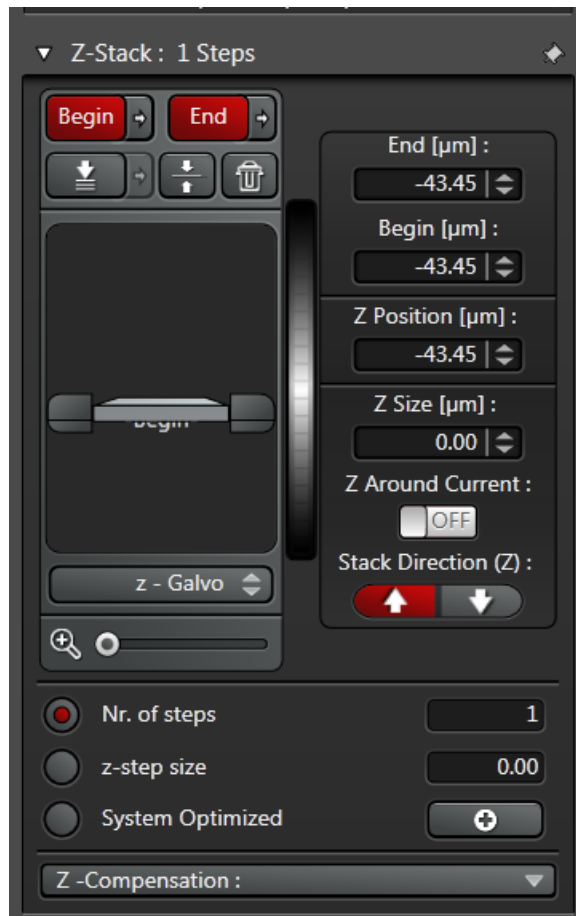 Z-Stack : 1 Steps
Begin
End
End [µm] :
-43.45
Begin [µm] :
-43.45
Z Position [µm] :
-43.45
Z Size [µm] :
0.00
Z Around Current :
OFF
Stack Direction (Z) :
Begin
z - Galvo
Nr. of steps 1
z-step size 0.00
System Optimized
Z -Compensation :